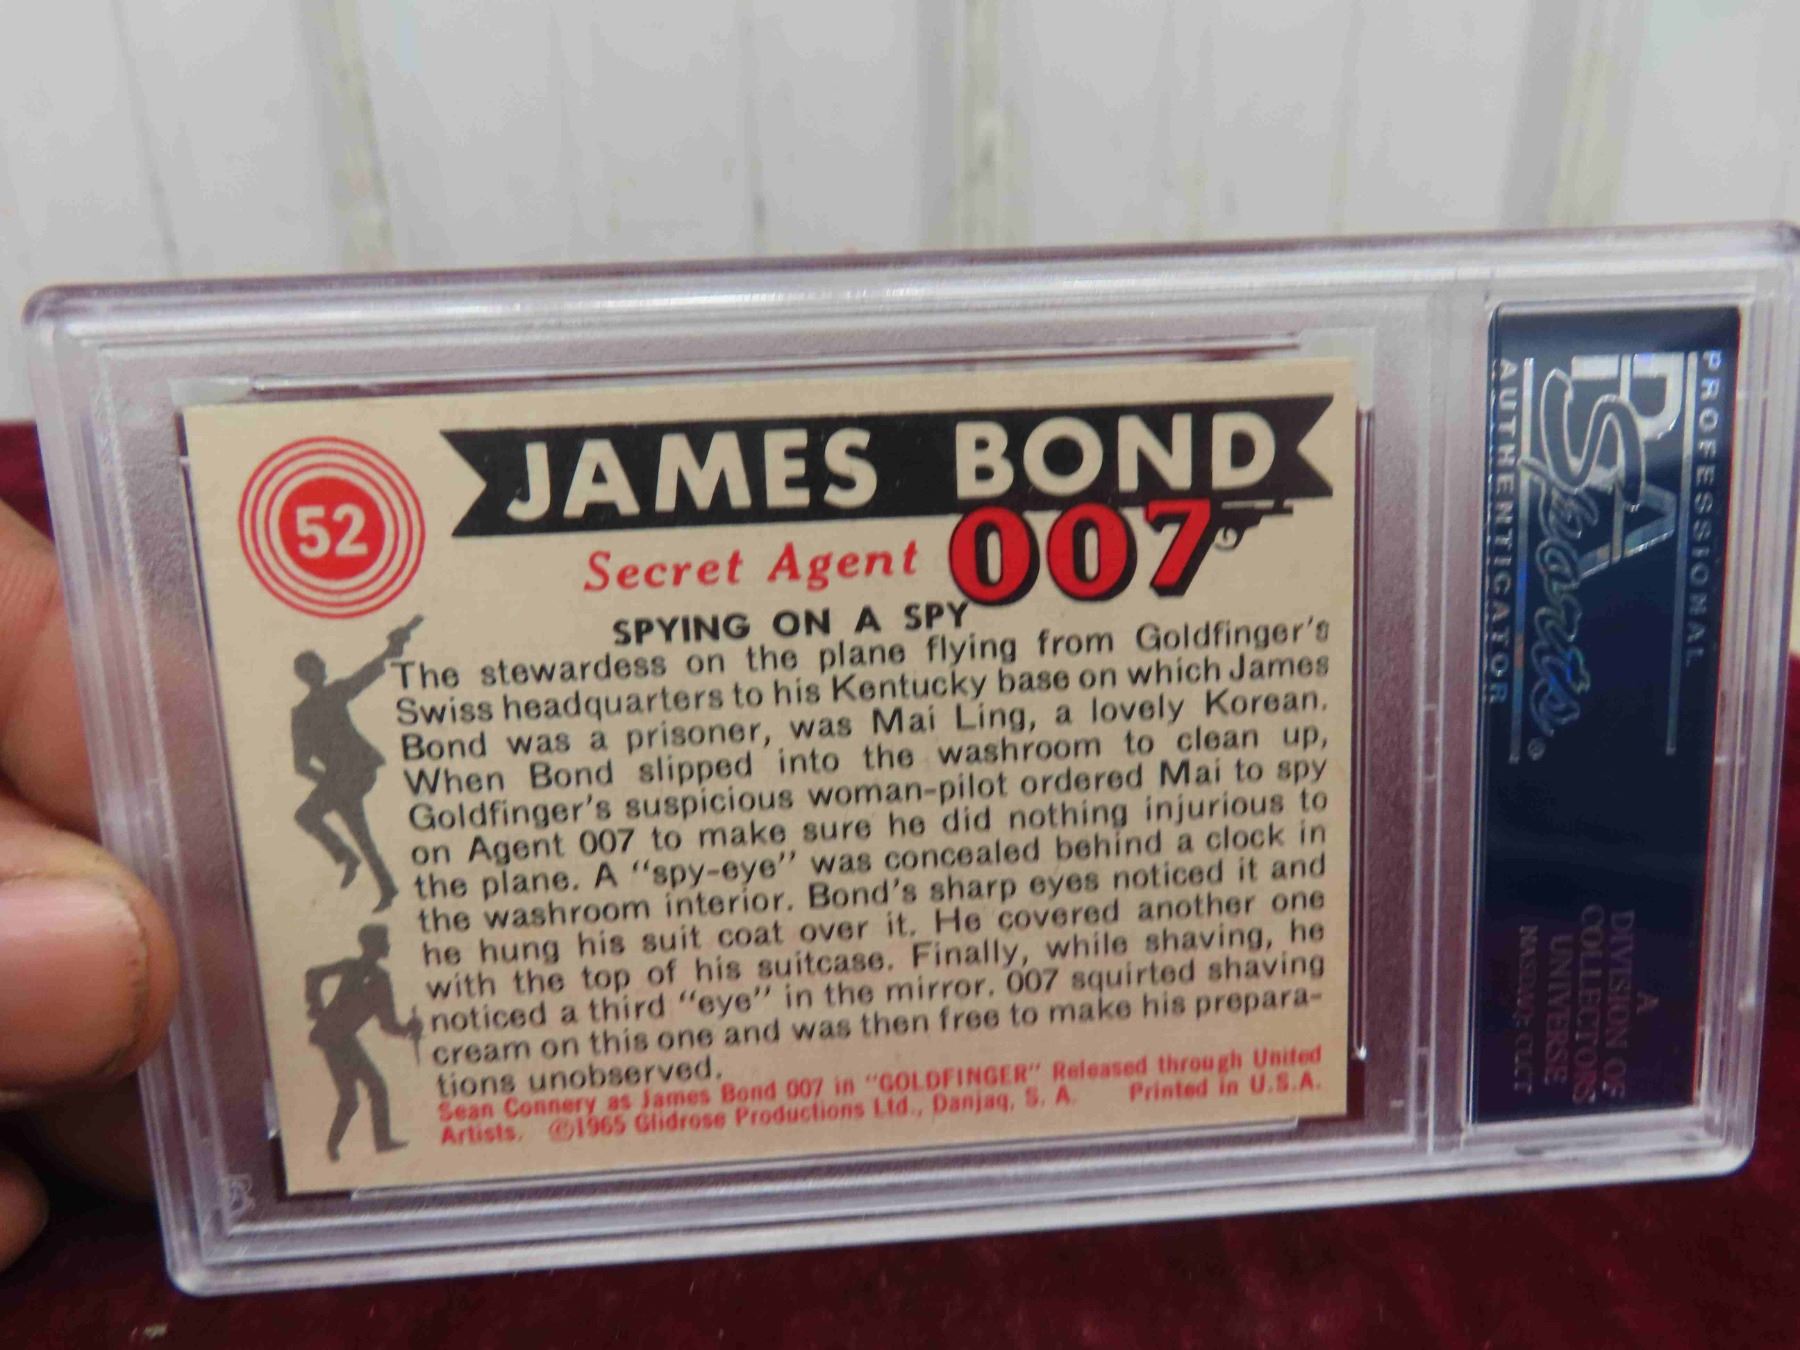 52
JAMES BOND
Secret Agent 007
SPYING ON A SPY
The stewardess on the plane flying from Goldfinger's
Swiss headquarters to his Kentucky base on which James
Bond was a prisoner, was Mai Ling, a lovely Korean.
When Bond slipped into the washroom to clean up,
Goldfinger's suspicious woman-pilot ordered Mai to spy
on Agent 007 to make sure he did nothing injurious to
the plane. A "spy-eye" was concealed behind a clock in
the washroom interior. Bond's sharp eyes noticed it and
he hung his suit coat over it. He covered another one
with the top of his suitcase. Finally, while shaving, he
noticed a third "eye" in the mirror. 007 squirted shaving
cream on this one and was then free to make his prepara-
tions unobserved.
Sean Connery as James Bond 007 in "GOLDFINGER" Released through United
Artists. ©1965 Glidrose Productions Ltd., Danjaq, S. A. Printed in U.S.A.
PROFESSIONAL
PSA
Sports®
AUTHENTICATOR
A
DIVISION OF
COLLECTORS
UNIVERSE
NASDAQ: CLCT